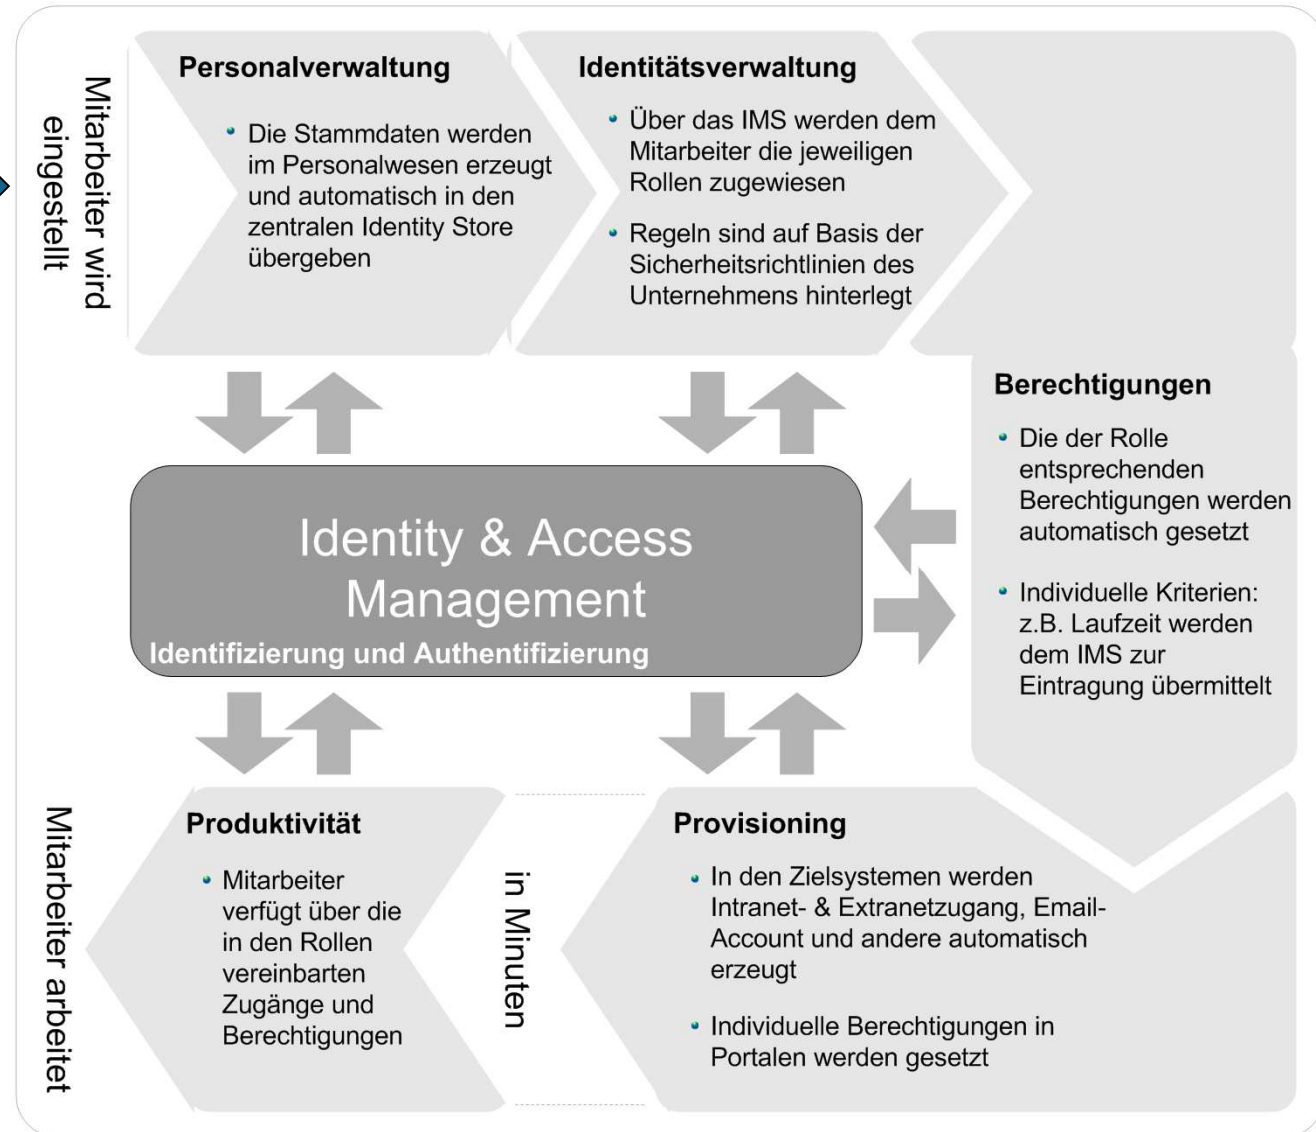 Mitarbeiter wird
eingestellt
Personalverwaltung
Die Stammdaten werden
im Personalwesen erzeugt
und automatisch in den
zentralen Identity Store
übergeben
Identitätsverwaltung
Über das IMS werden dem
Mitarbeiter die jeweiligen
Rollen zugewiesen
Regeln sind auf Basis der
Sicherheitsrichtlinien des
Unternehmens hinterlegt
Berechtigungen
Die der Rolle
entsprechenden
Berechtigungen werden
automatisch gesetzt
Individuelle Kriterien:
z.B. Laufzeit werden
dem IMS zur
Eintragung übermittelt
Identity & Access
Management
Identifizierung und Authentifizierung
Provisioning
In den Zielsystemen werden
Intranet- & Extranetzugang, Email-
Account und andere automatisch
erzeugt
Individuelle Berechtigungen in
Portalen werden gesetzt
in Minuten
Produktivität
Mitarbeiter
verfügt über die
in den Rollen
vereinbarten
Zugänge und
Berechtigungen
Mitarbeiter arbeitet